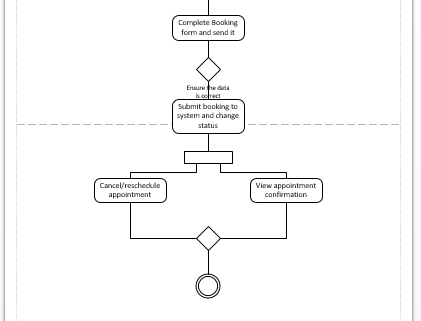 Complete Booking
form and send it
Ensure the data
is correct
Submit booking to
system and change
status
Cancel/reschedule
appointment
View appointment
confirmation